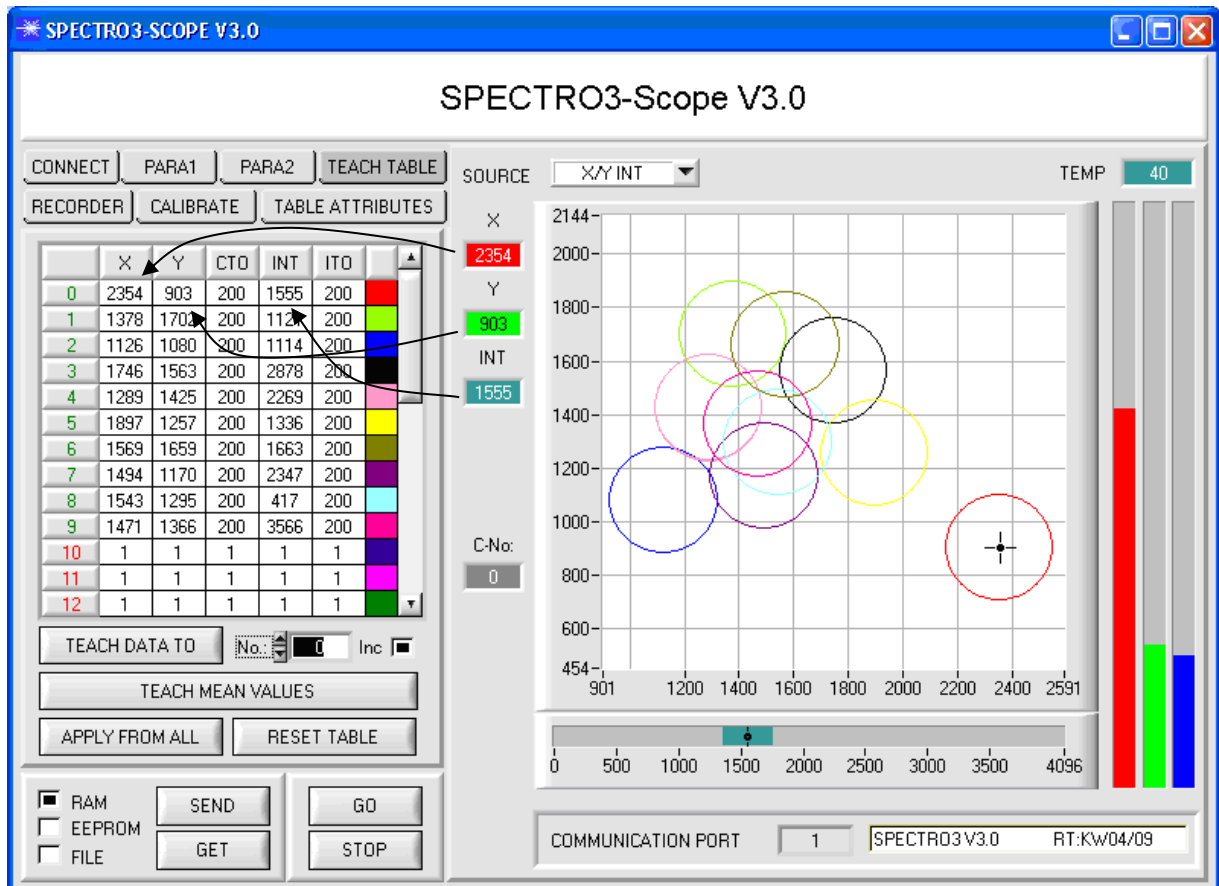 SPECTRO3-SCOPE V3.0
SPECTRO3-Scope V3.0
CONNECT PARA1 PARA2 TEACH TABLE
RECORDER CALIBRATE TABLE ATTRIBUTES
X Y CTO INT ITO
0 2354 903 200 1555 200
1 1378 1702 200 200
2 1126 1080 200 1114 200
3 1746 1563 200 2878 200
4 1289 1425 200 2269 200
5 1897 1257 200 1336 200
6 1569 1659 200 1663 200
7 1494 1170 200 2347 200
8 1543 1295 200 417 200
9 1471 1366 200 3566 200
10 1 1 1 1 1
11 1 1 1 1 1
12 1 1 1 1 1
TEACH DATA TO No.: 0 Inc
TEACH MEAN VALUES
APPLY FROM ALL RESET TABLE
RAM
EEPROM
FILE
SEND
GET
GO
STOP
SOURCE X/Y INT
TEMP 40
X
2354
Y
903
INT
1555
C-No:
0
2144
2000
1800
1600
1400
1200
1000
800
600
454
901 1200 1400 1600 1800 2000 2200 2400 2591
0 500 1000 1500 2000 2500 3000 3500 4096
COMMUNICATION PORT 1 SPECTRO3 V3.0 RT:KW04/09